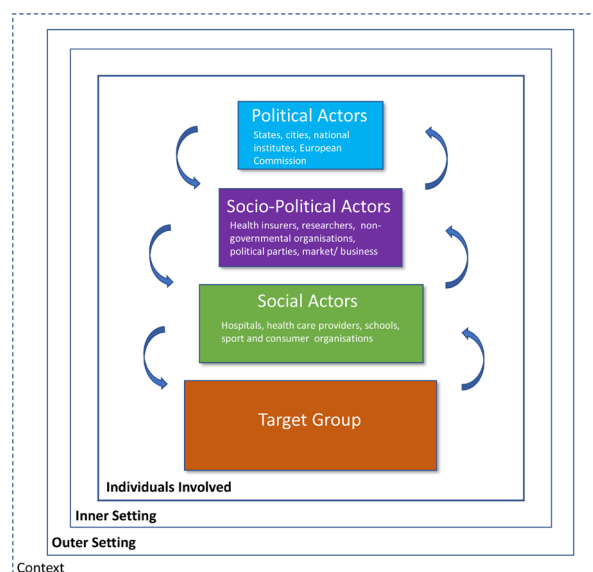 Political Actors
States, cities, national
institutes, European
Commission
Socio-Political Actors
Health insurers, researchers, non-
governmental organisations,
political parties, market/ business
Social Actors
Hospitals, health care providers, schools,
sport and consumer organisations
Target Group
Individuals Involved
Inner Setting
Outer Setting
Context